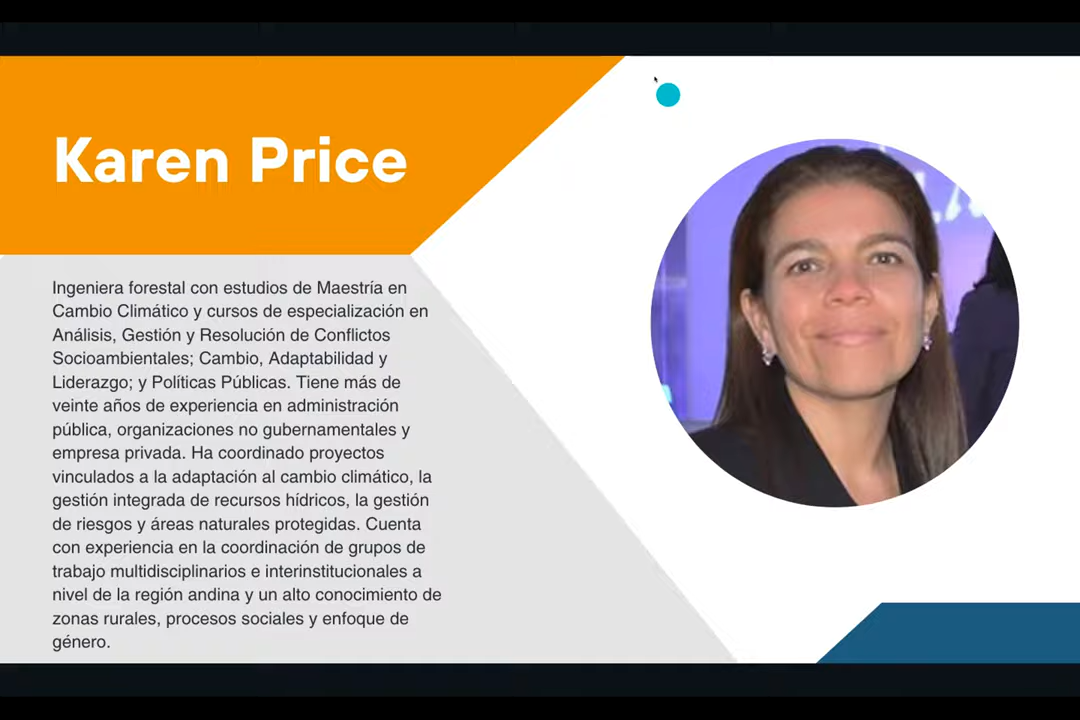 Karen Price
Ingeniera forestal con estudios de Maestría en
Cambio Climático y cursos de especialización en
Análisis, Gestión y Resolución de Conflictos
Socioambientales; Cambio, Adaptabilidad y
Liderazgo; y Políticas Públicas. Tiene más de
veinte años de experiencia en administración
pública, organizaciones no gubernamentales y
empresa privada. Ha coordinado proyectos
vinculados a la adaptación al cambio climático, la
gestión integrada de recursos hídricos, la gestión
de riesgos y áreas naturales protegidas. Cuenta
con experiencia en la coordinación de grupos de
trabajo multidisciplinarios e interinstitucionales a
nivel de la región andina y un alto conocimiento de
zonas rurales, procesos sociales y enfoque de
género.